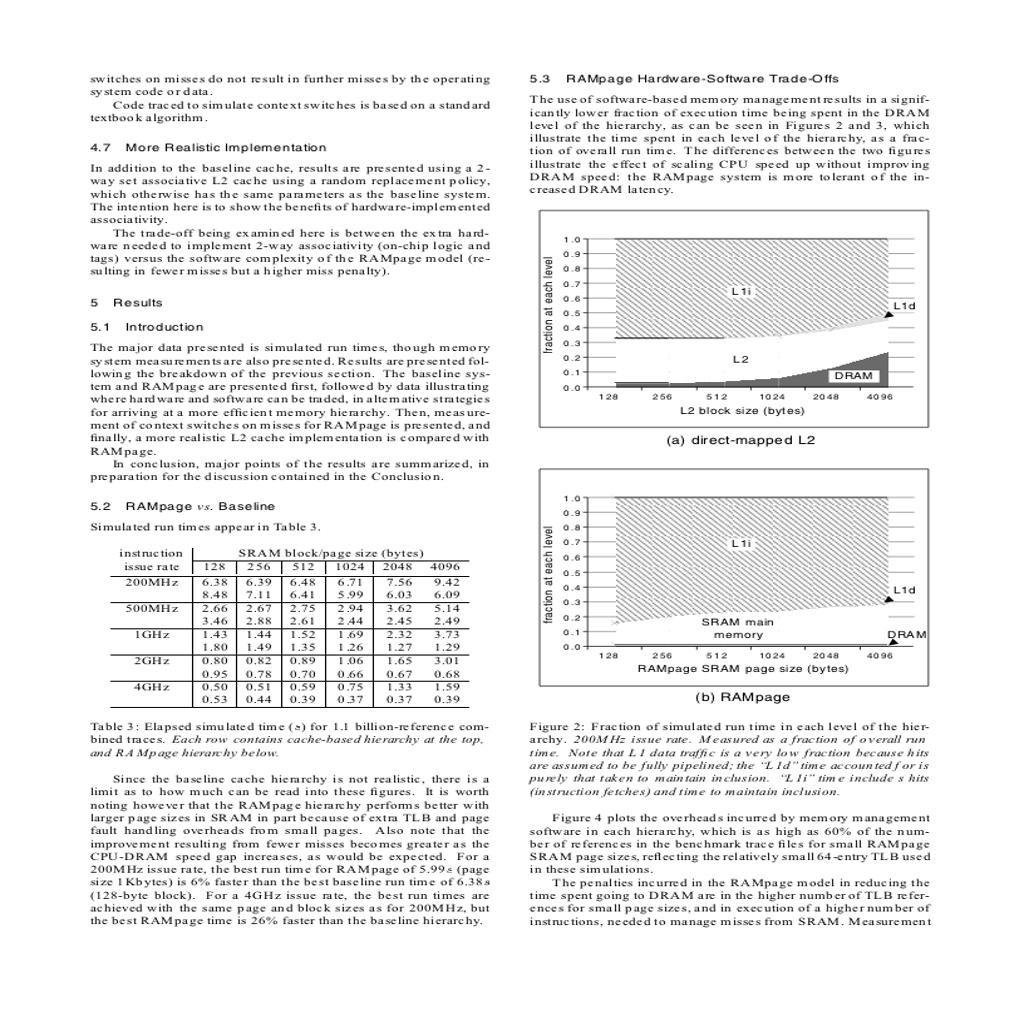 switches on misses do not result in further misses by the operating
system code or data.
Code traced to simulate context switches is based on a standard
textbook algorithm.
4.7 More Realistic Implementation
In addition to the baseline cache, results are presented using a 2-
way set associative L2 cache using a random replacement policy,
which otherwise has the same parameters as the baseline system.
The intention here is to show the benefits of hardware-implemented
associativity.
The trade-off being examined here is between the extra hard-
ware needed to implement 2-way associativity (on-chip logic and
tags) versus the software complexity of the RAMpage model (re-
sulting in fewer misses but a higher miss penalty).
5 Results
5.1 Introduction
The major data presented is simulated run times, though memory
system measurements are also presented. Results are presented fol-
lowing the breakdown of the previous section. The baseline sys-
tem and RAMpage are presented first, followed by data illustrating
where hardware and software can be traded, in alternative strategies
for arriving at a more efficient memory hierarchy. Then, measure-
ment of context switches on misses for RAMpage is presented, and
finally, a more realistic L2 cache implementation is compared with
RAMpage.
In conclusion, major points of the results are summarized, in
preparation for the discussion contained in the Conclusion.
5.2 RAMpage vs. Baseline
Simulated run times appear in Table 3.
instruction SRAM block/page size (bytes)
issue rate 128 256 512 1024 2048 4096
200MHz 6.38 6.39 6.48 6.71 7.56 9.42
8.48 7.11 6.41 5.99 6.03 6.09
500MHz 2.66 2.67 2.75 2.94 3.62 5.14
3.46 2.88 2.61 2.44 2.45 2.49
1GHz 1.43 1.44 1.52 1.69 2.32 3.73
1.80 1.49 1.35 1.26 1.27 1.29
2GHz 0.80 0.82 0.89 1.06 1.65 3.01
0.95 0.78 0.70 0.66 0.67 0.68
4GHz 0.50 0.51 0.59 0.75 1.33 1.59
0.53 0.44 0.39 0.37 0.37 0.39
Table 3: Elapsed simulated time (s) for 1.1 billion-reference com-
bined traces. Each row contains cache-based hierarchy at the top,
and RAMpage hierarchy below.
Since the baseline cache hierarchy is not realistic, there is a
limit as to how much can be read into these figures. It is worth
noting however that the RAMpage hierarchy performs better with
larger page sizes in SRAM in part because of extra TLB and page
fault handling overheads from small pages. Also note that the
improvement resulting from fewer misses becomes greater as the
CPU-DRAM speed gap increases, as would be expected. For a
200MHz issue rate, the best run time for RAMpage of 5.99s (page
size 1Kbytes) is 6% faster than the best baseline run time of 6.38s
(128-byte block). For a 4GHz issue rate, the best run times are
achieved with the same page and block sizes as for 200MHz, but
the best RAMpage time is 26% faster than the baseline hierarchy.
5.3 RAMpage Hardware-Software Trade-Offs
The use of software-based memory management results in a signif-
icantly lower fraction of execution time being spent in the DRAM
level of the hierarchy, as can be seen in Figures 2 and 3, which
illustrate the time spent in each level of the hierarchy, as a frac-
tion of overall run time. The differences between the two figures
illustrate the effect of scaling CPU speed up without improving
DRAM speed: the RAMpage system is more tolerant of the in-
creased DRAM latency.
fraction at each level
1.0
0.9
0.8
0.7
0.6
0.5
0.4
0.3
0.2
0.1
0.0
L1i
L1d
L2
DRAM
128 256 512 1024 2048 4096
L2 block size (bytes)
(a) direct-mapped L2
fraction at each level
1.0
0.9
0.8
0.7
0.6
0.5
0.4
0.3
0.2
0.1
0.0
L1i
L1d
SRAM main
memory
DRAM
128 256 512 1024 2048 4096
RAMpage SRAM page size (bytes)
(b) RAMpage
Figure 2: Fraction of simulated run time in each level of the hier-
archy. 200MHz issue rate. Measured as a fraction of overall run
time. Note that L1 data traffic is a very low fraction because hits
are assumed to be fully pipelined; the “L1d” time accounted for is
purely that taken to maintain inclusion. “L1i” time includes hits
(instruction fetches) and time to maintain inclusion.
Figure 4 plots the overheads incurred by memory management
software in each hierarchy, which is as high as 60% of the num-
ber of references in the benchmark trace files for small RAMpage
SRAM page sizes, reflecting the relatively small 64-entry TLB used
in these simulations.
The penalties incurred in the RAMpage model in reducing the
time spent going to DRAM are in the higher number of TLB refer-
ences for small page sizes, and in execution of a higher number of
instructions, needed to manage misses from SRAM. Measurement